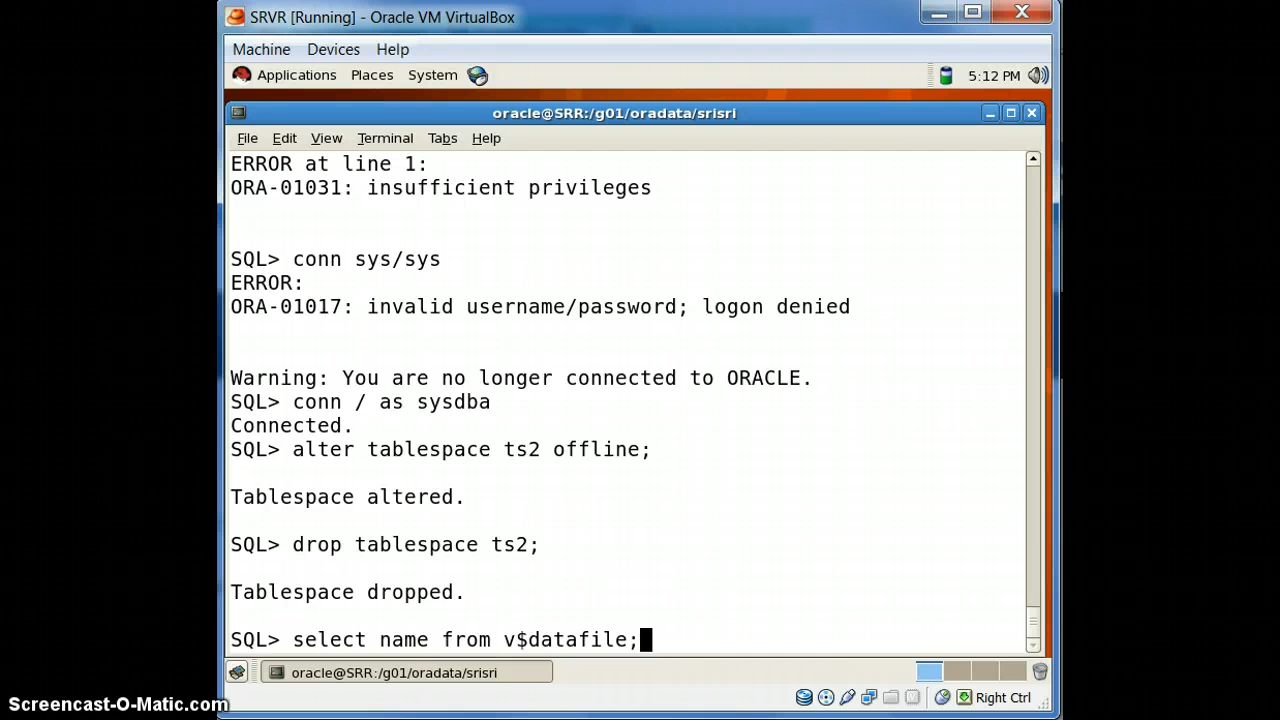 SRVR [Running] - Oracle VM VirtualBox
Machine Devices Help
Applications Places System 5:12 PM
oracle@SRR:/g01/oradata/srisri
File Edit View Terminal Tabs Help
ERROR at line 1:
ORA-01031: insufficient privileges
SQL> conn sys/sys
ERROR:
ORA-01017: invalid username/password; logon denied
Warning: You are no longer connected to ORACLE.
SQL> conn / as sysdba
Connected.
SQL> alter tablespace ts2 offline;
Tablespace altered.
SQL> drop tablespace ts2;
Tablespace dropped.
SQL> select name from v$datafile;
oracle@SRR:/g01/oradata/srisri
Right Ctrl
Screencast-O-Matic.com